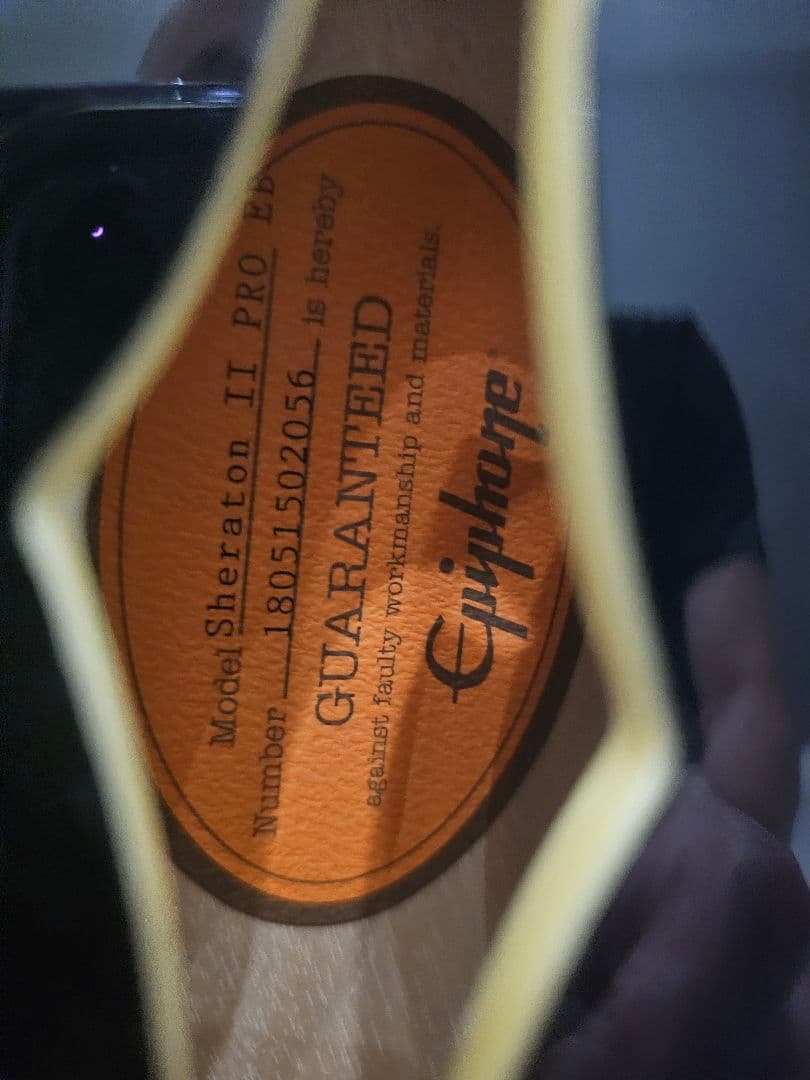 Model Sheraton II PRO EB
Number 18051502056 is hereby
GUARANTEED
against faulty workmanship and materials.
Epiphone